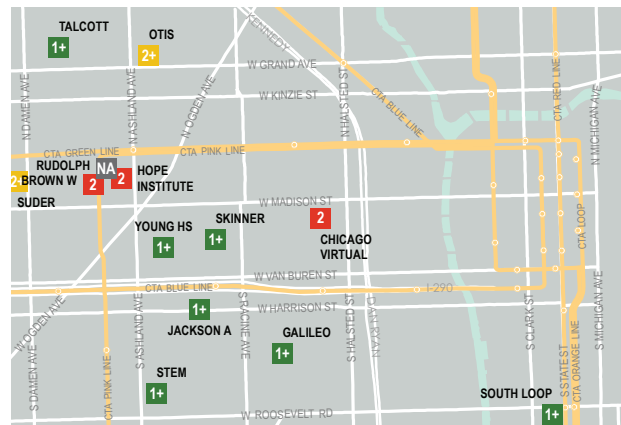 TALCOTT
1+
OTIS
2+
KENNEDY
W GRAND AVE
W KINZIE ST
N DAMEN AVE
N ASHLAND AVE
N OGDEN AVE
N HALSTED ST
CTA BLUE LINE
CTA RED LINE
N MICHIGAN AVE
CTA GREEN LINE
CTA PINK LINE
RUDOLPH
NA
2-
BROWN W
2
2
HOPE
INSTITUTE
SUDER
W MADISON ST
SKINNER
2
YOUNG HS
1+
1+
CHICAGO
VIRTUAL
CTA LOOP
W VAN BUREN ST
CTA BLUE LINE
I-290
W OGDEN AVE
1+
W HARRISON ST
JACKSON A
GALILEO
1+
S DAMEN AVE
S ASHLAND AVE
S RACINE AVE
S HALSTED ST
DAN RYAN
S CLARK ST
S STATE ST
CTA ORANGE LINE
S MICHIGAN AVE
STEM
1+
CTA PINK LINE
SOUTH LOOP
1+
W ROOSEVELT RD